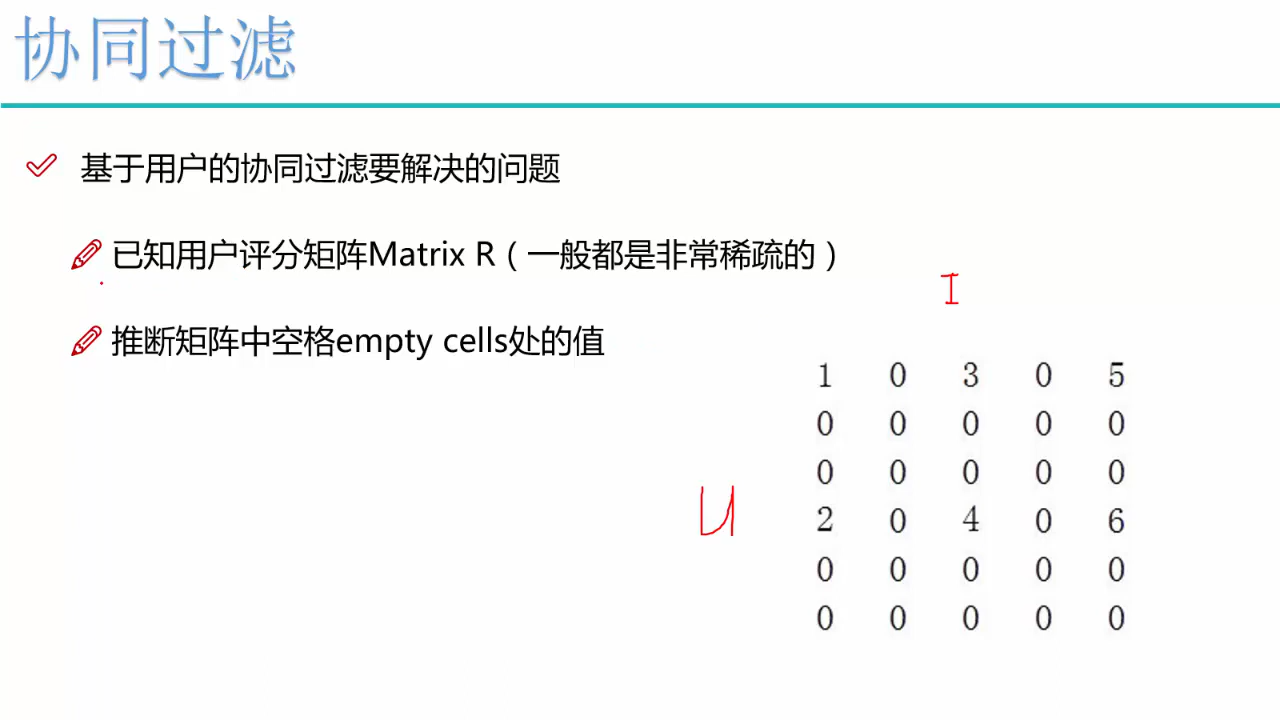 协同过滤
基于用户的协同过滤要解决的问题
已知用户评分矩阵Matrix R（一般都是非常稀疏的）
I
推断矩阵中空格empty cells处的值
1 0 3 0 5
0 0 0 0 0
0 0 0 0 0
U
2 0 4 0 6
0 0 0 0 0
0 0 0 0 0